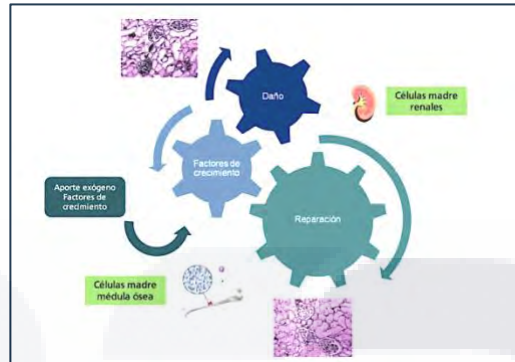 Daño
Células madre
renales
Factores de
crecimiento
Aporte exógeno
Factores de
crecimiento
Reparación
Células madre
médula ósea